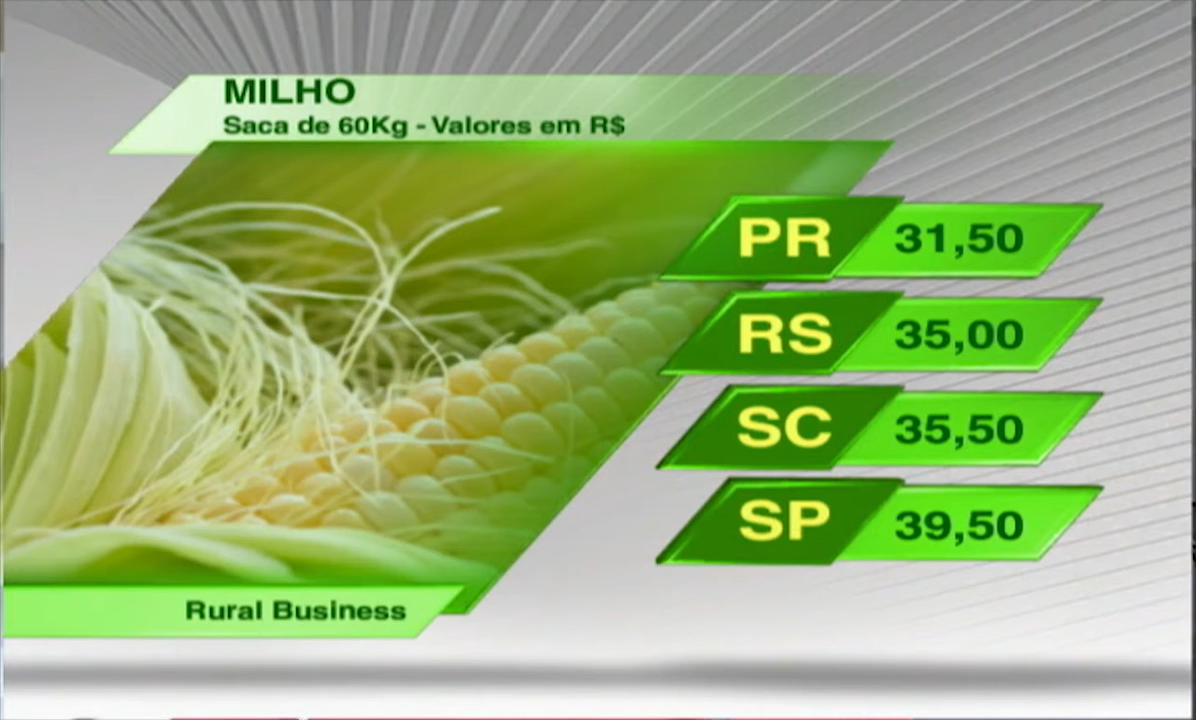 MILHO
Saca de 60Kg - Valores em R$
PR 31,50
RS 35,00
SC 35,50
SP 39,50
Rural Business